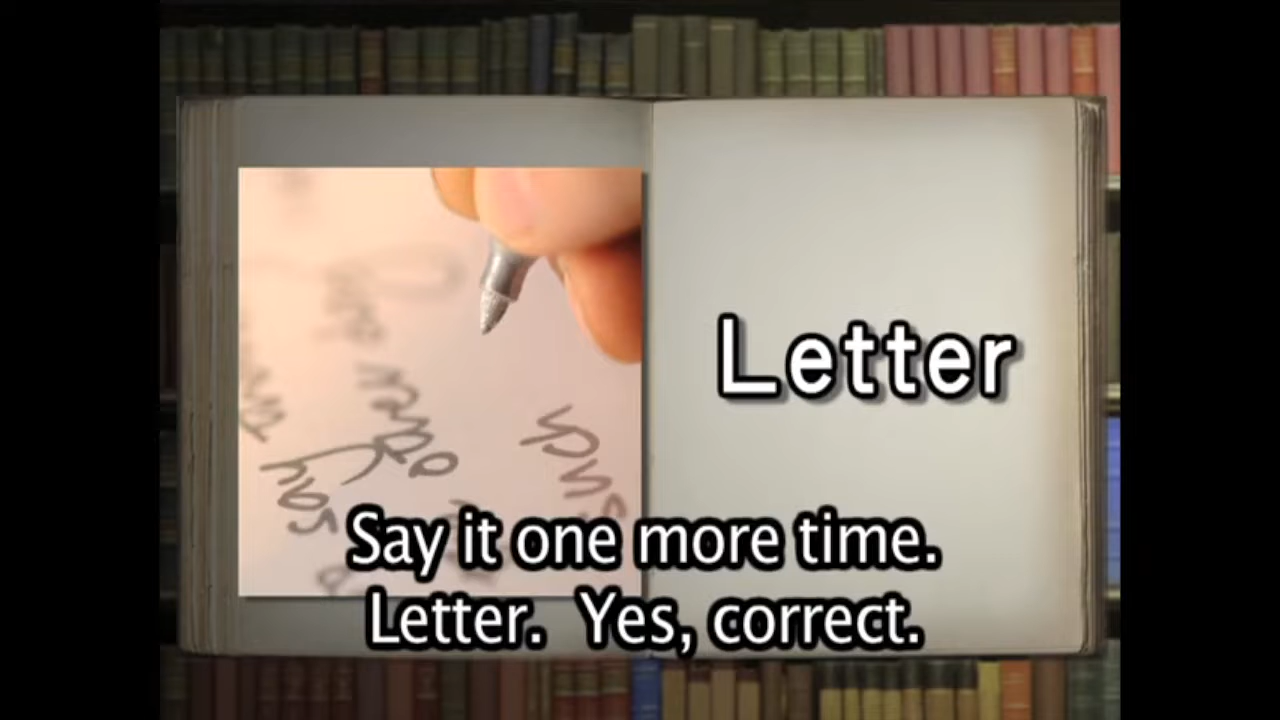 Letter
Say it one more time.
Letter. Yes, correct.